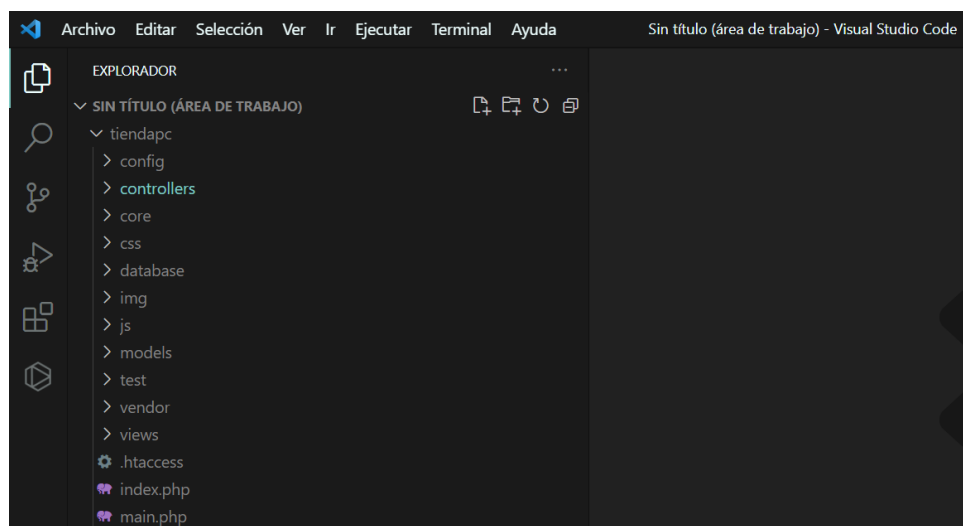 Archivo Editar Selección Ver Ir Ejecutar Terminal Ayuda Sin título (área de trabajo) - Visual Studio Code
EXPLORADOR
SIN TÍTULO (ÁREA DE TRABAJO)
tiendapc
config
controllers
core
css
database
img
js
models
test
vendor
views
.htaccess
index.php
main.php